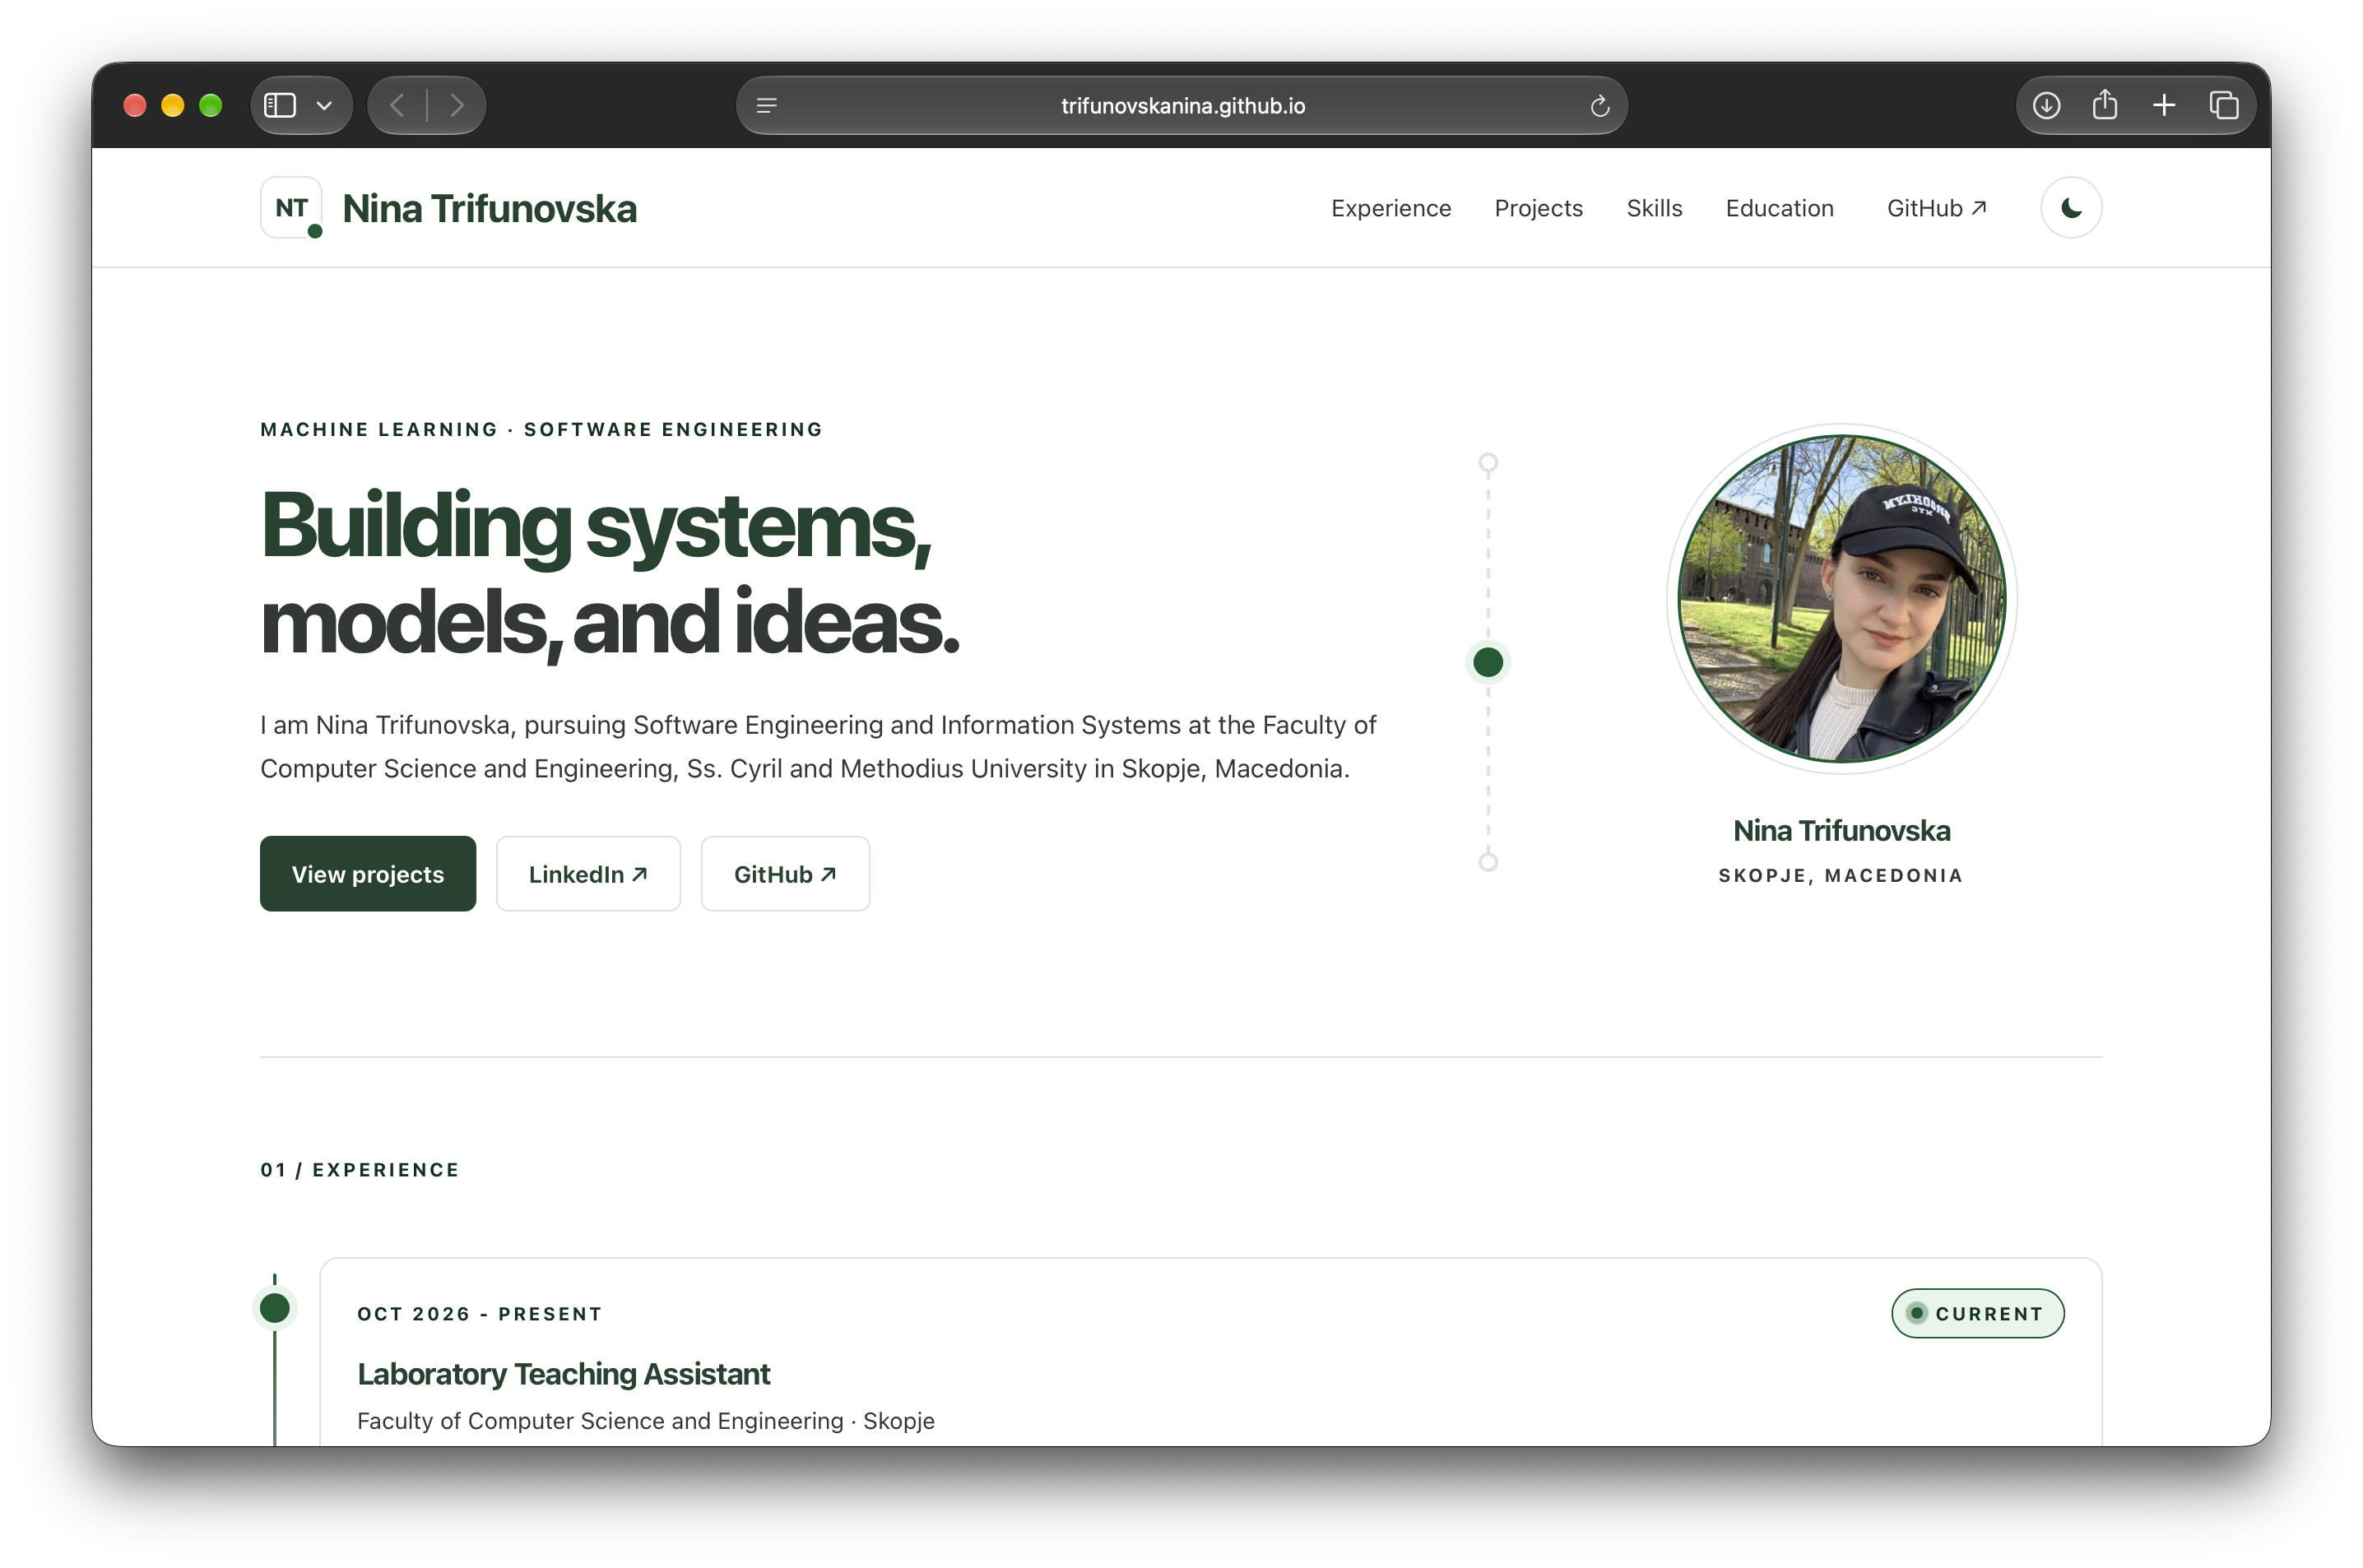 trifunovskanina.github.io
NT
Nina Trifunovska
Experience
Projects
Skills
Education
GitHub ↗
MACHINE LEARNING · SOFTWARE ENGINEERING
Building systems,
models, and ideas.
I am Nina Trifunovska, pursuing Software Engineering and Information Systems at the Faculty of
Computer Science and Engineering, Ss. Cyril and Methodius University in Skopje, Macedonia.
View projects
LinkedIn ↗
GitHub ↗
Nina Trifunovska
SKOPJE, MACEDONIA
01 / EXPERIENCE
OCT 2026 - PRESENT
CURRENT
Laboratory Teaching Assistant
Faculty of Computer Science and Engineering · Skopje